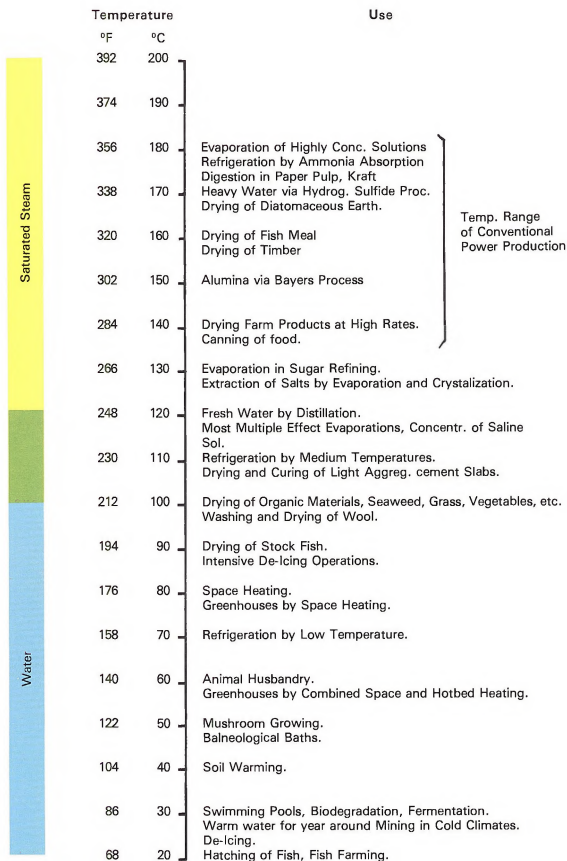 Temperature Use
°F °C
392 200
374 190
356 180 Evaporation of Highly Conc. Solutions
Refrigeration by Ammonia Absorption
Digestion in Paper Pulp, Kraft
338 170 Heavy Water via Hydrog. Sulfide Proc.
Drying of Diatomaceous Earth.
Temp. Range
of Conventional
Power Production
320 160 Drying of Fish Meal
Drying of Timber
302 150 Alumina via Bayers Process
284 140 Drying Farm Products at High Rates.
Canning of food.
266 130 Evaporation in Sugar Refining.
Extraction of Salts by Evaporation and Crystalization.
248 120 Fresh Water by Distillation.
Most Multiple Effect Evaporations, Concentr. of Saline
Sol.
230 110 Refrigeration by Medium Temperatures.
Drying and Curing of Light Aggreg. cement Slabs.
212 100 Drying of Organic Materials, Seaweed, Grass, Vegetables, etc.
Washing and Drying of Wool.
194 90 Drying of Stock Fish.
Intensive De-Icing Operations.
176 80 Space Heating.
Greenhouses by Space Heating.
158 70 Refrigeration by Low Temperature.
140 60 Animal Husbandry.
Greenhouses by Combined Space and Hotbed Heating.
122 50 Mushroom Growing.
Balneological Baths.
104 40 Soil Warming.
86 30 Swimming Pools, Biodegradation, Fermentation.
Warm water for year around Mining in Cold Climates.
De-Icing.
68 20 Hatching of Fish, Fish Farming.
Saturated Steam
Water